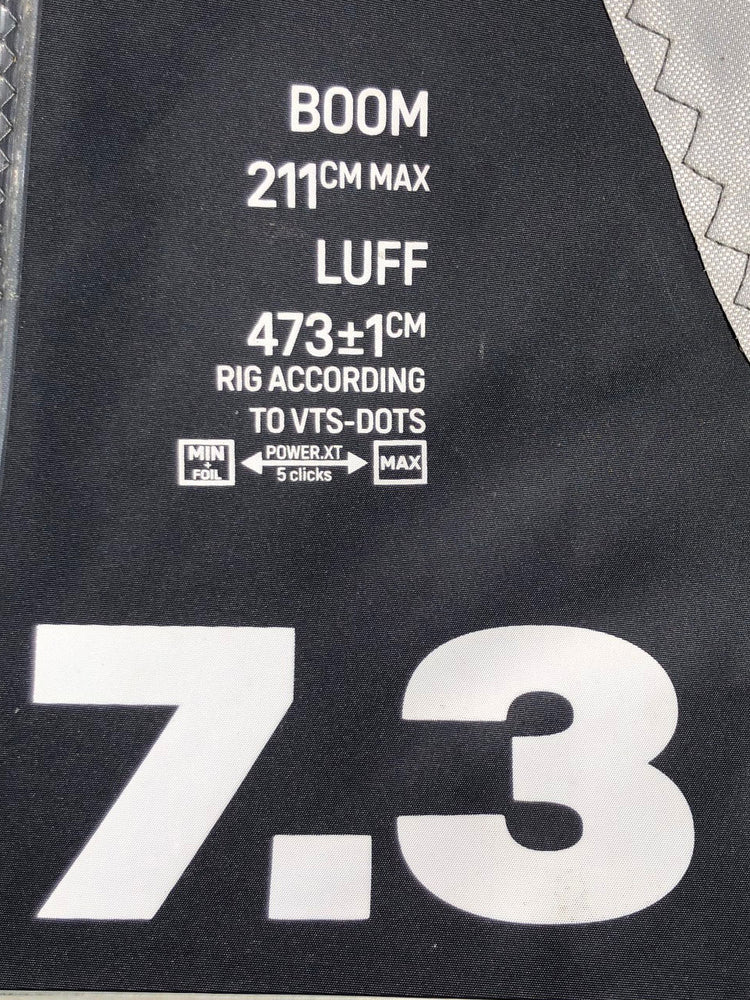 BOOM
211CM MAX
LUFF
473±1CM
RIG ACCORDING
TO VTS-DOTS
MIN + FOIL POWER.XT 5 clicks MAX
7.3